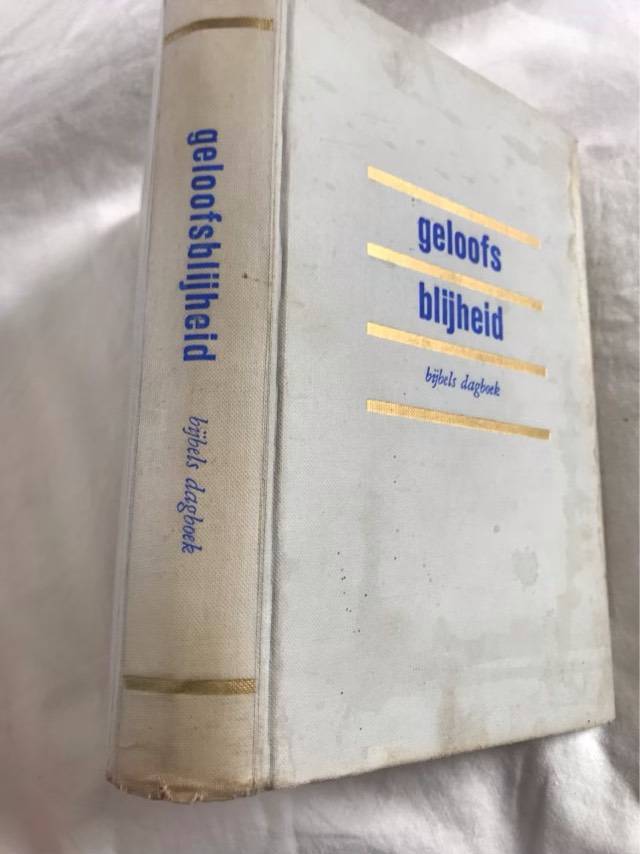 geloofsblijheid
bijbels dagboek
geloofs
blijheid
bijbels dagboek